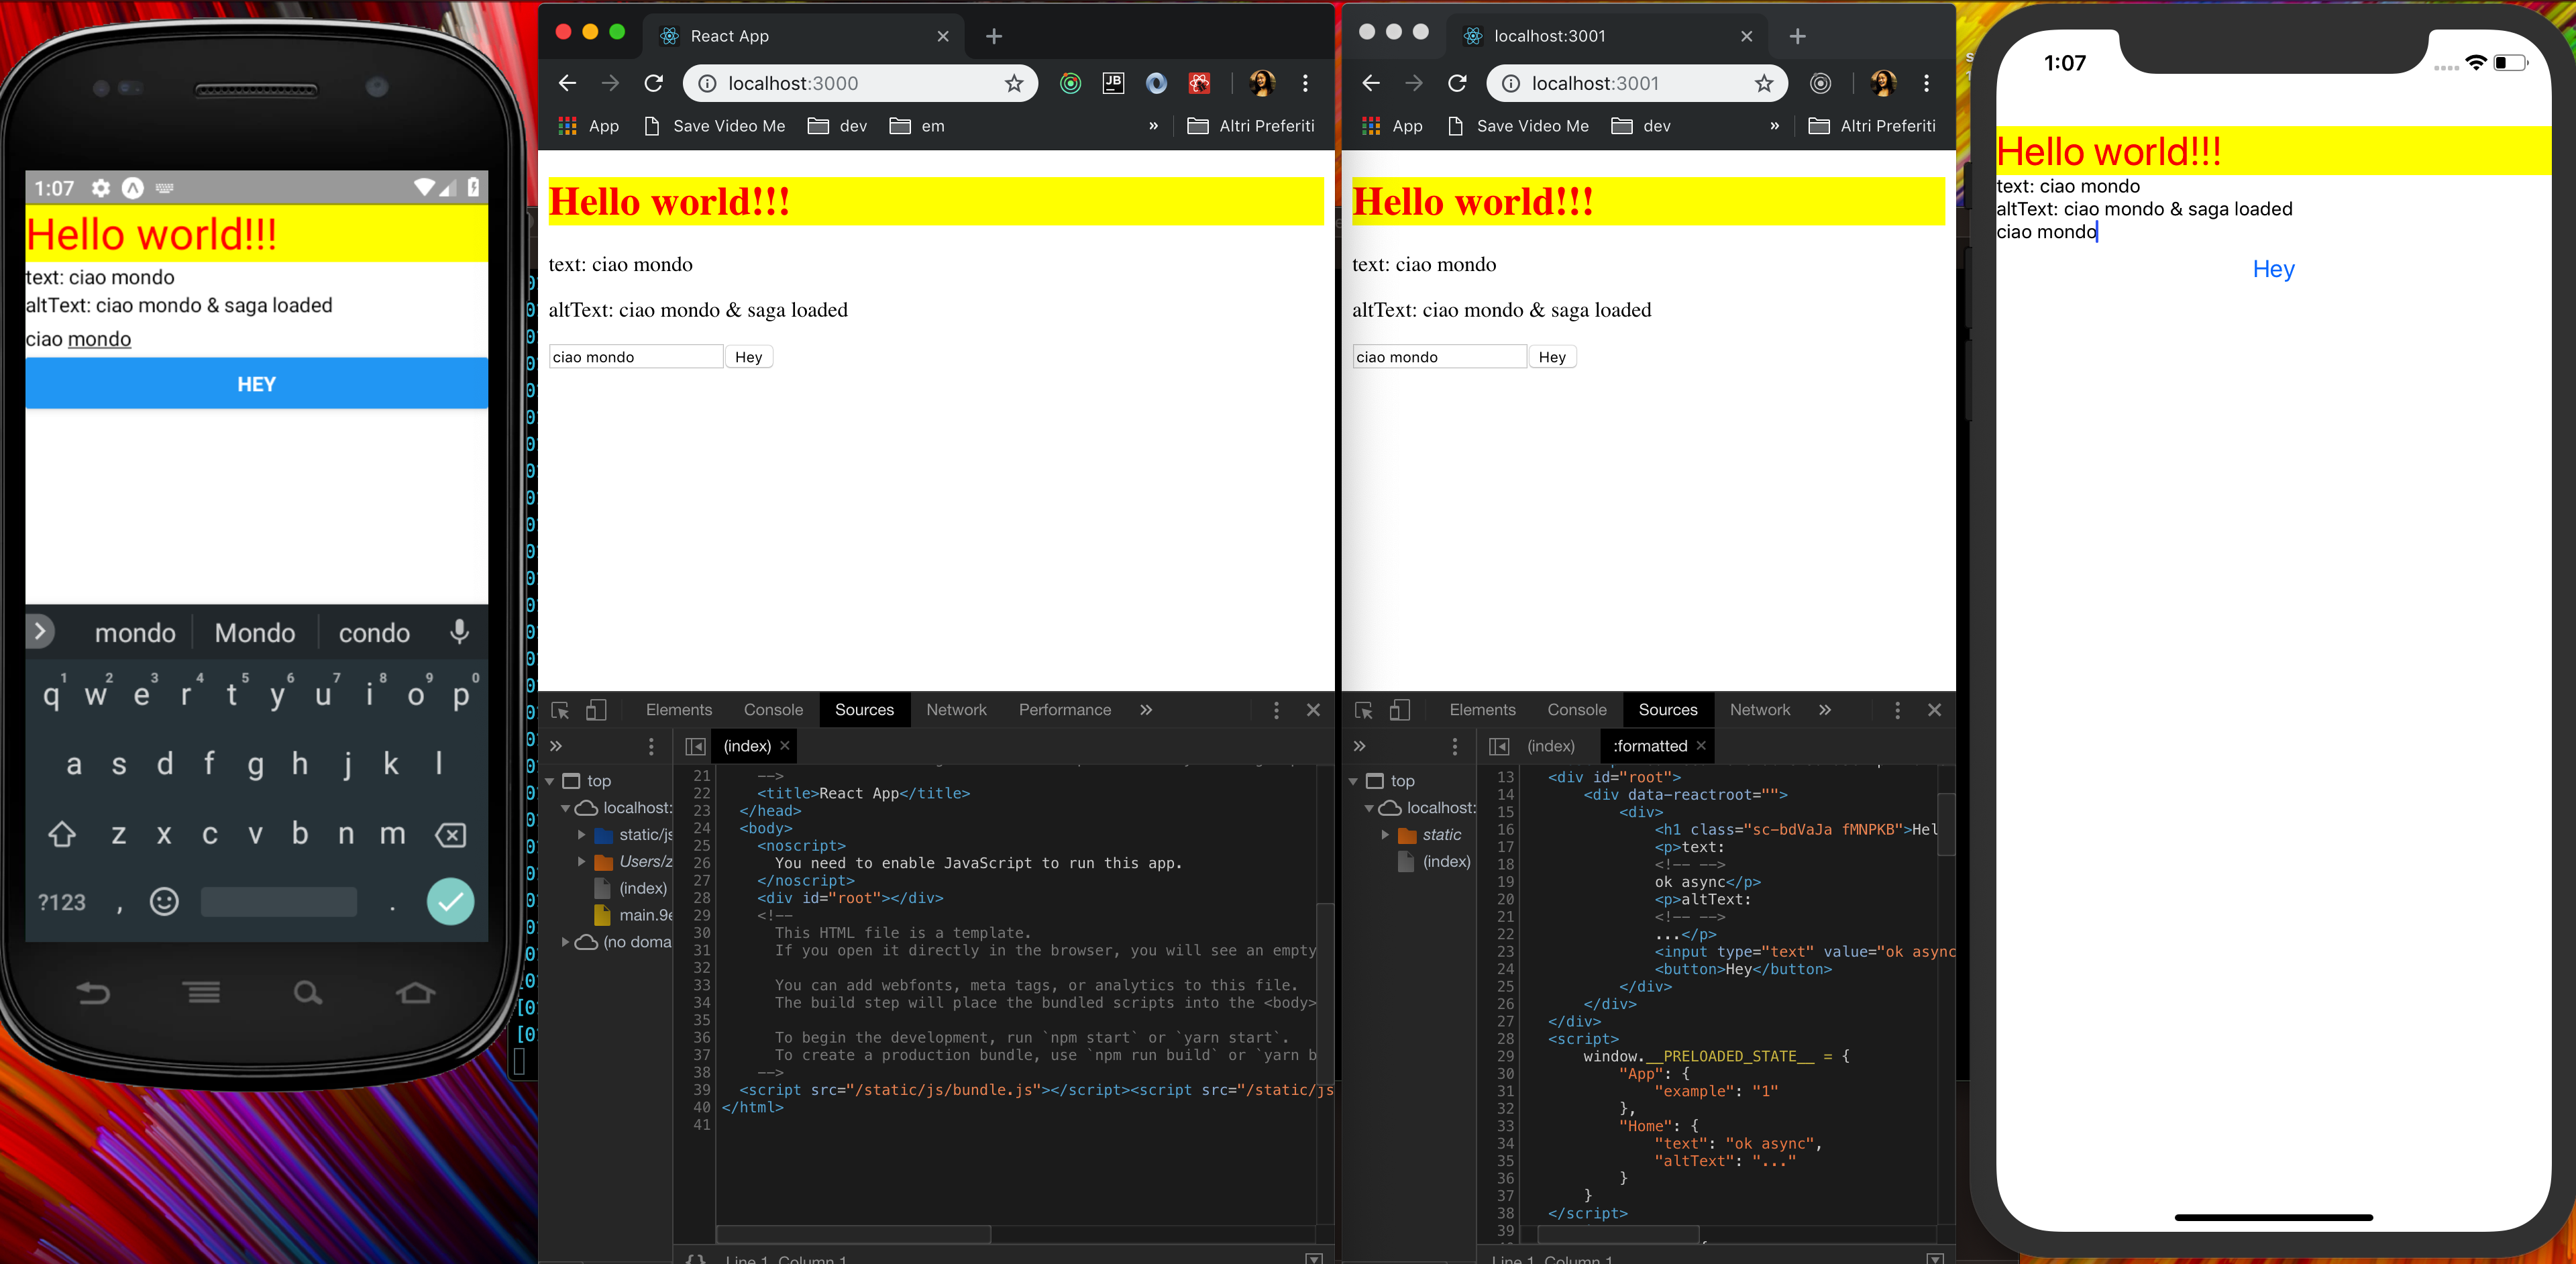 1:07
Hello world!!!
text: ciao mondo
altText: ciao mondo & saga loaded
ciao mondo
HEY
mondo Mondo condo
q1 w2 e3 r4 t5 y6 u7 i8 o9 p0
a s d f g h j k l
z x c v b n m
?123 , .
React App
localhost:3000
JB
App Save Video Me dev em » Altri Preferiti
Hello world!!!
text: ciao mondo
altText: ciao mondo & saga loaded
ciao mondo Hey
Elements Console Sources Network Performance »
» (index)
top
localhost:
static/js
Users/z
(index)
main.9e
(no doma
21 -->
22 <title>React App</title>
23 </head>
24 <body>
25 <noscript>
26 You need to enable JavaScript to run this app.
27 </noscript>
28 <div id="root"></div>
29 <!--
30 This HTML file is a template.
31 If you open it directly in the browser, you will see an empty
32
33 You can add webfonts, meta tags, or analytics to this file.
34 The build step will place the bundled scripts into the <body>
35
36 To begin the development, run `npm start` or `yarn start`.
37 To create a production bundle, use `npm run build` or `yarn b
38 -->
39 <script src="/static/js/bundle.js"></script><script src="/static/js
40 </html>
41
{} Line 1, Column 1
localhost:3001
localhost:3001
App Save Video Me dev » Altri Preferiti
Hello world!!!
text: ciao mondo
altText: ciao mondo & saga loaded
ciao mondo Hey
Elements Console Sources Network »
» (index) :formatted
top
localhost:
static
(index)
13 <div id="root">
14 <div data-reactroot="">
15 <div>
16 <h1 class="sc-bdVaJa fMNPKB">Hel
17 <p>text:
18 <!-- -->
19 ok async</p>
20 <p>altText:
21 <!-- -->
22 ...</p>
23 <input type="text" value="ok async
24 <button>Hey</button>
25 </div>
26 </div>
27 </div>
28 <script>
29 window.__PRELOADED_STATE__ = {
30 "App": {
31 "example": "1"
32 },
33 "Home": {
34 "text": "ok async",
35 "altText": "..."
36 }
37 }
38 </script>
39
Line 1, Column 1
1:07
Hello world!!!
text: ciao mondo
altText: ciao mondo & saga loaded
ciao mondo
Hey